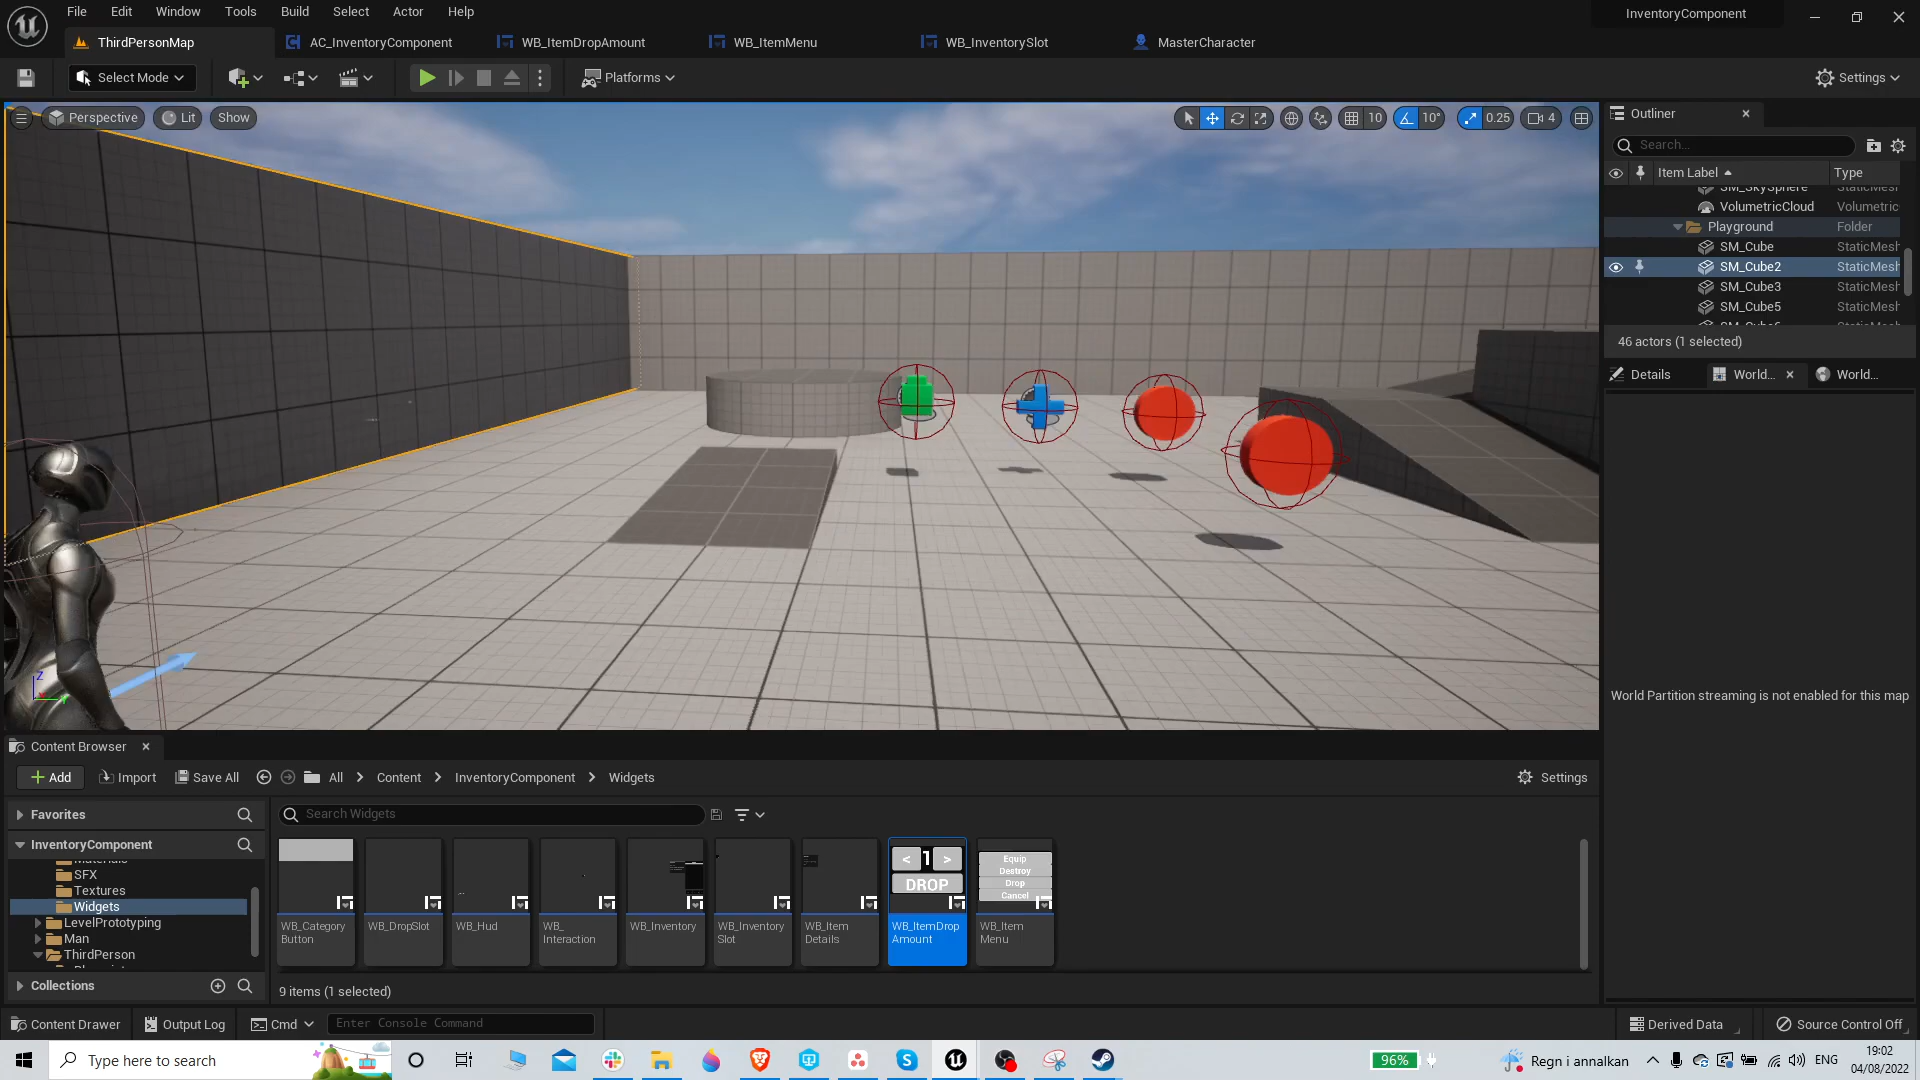 File Edit Window Tools Build Select Actor Help
InventoryComponent
ThirdPersonMap AC_InventoryComponent WB_ItemDropAmount WB_ItemMenu WB_InventorySlot MasterCharacter
Select Mode Platforms Settings
Perspective Lit Show 10 10° 0.25 4
Outliner
Search...
Item Label Type
SM_SkySphere StaticMesh
VolumetricCloud Volumetric
Playground Folder
SM_Cube StaticMesh
SM_Cube2 StaticMesh
SM_Cube3 StaticMesh
SM_Cube5 StaticMesh
46 actors (1 selected)
Details World... World...
World Partition streaming is not enabled for this map
Z
Content Browser
Add Import Save All All Content InventoryComponent Widgets Settings
Favorites
InventoryComponent
Materials
SFX
Textures
Widgets
LevelPrototyping
Man
ThirdPerson
Collections
Search Widgets
< 1 >
DROP
Equip
Destroy
Drop
Cancel
WB_Category
Button
WB_DropSlot
WB_Hud
WB_
Interaction
WB_Inventory
WB_Inventory
Slot
WB_Item
Details
WB_ItemDrop
Amount
WB_Item
Menu
9 items (1 selected)
Content Drawer Output Log Cmd Enter Console Command Derived Data Source Control Off
Type here to search
96% Regn i annalkan ENG
19:02
04/08/2022